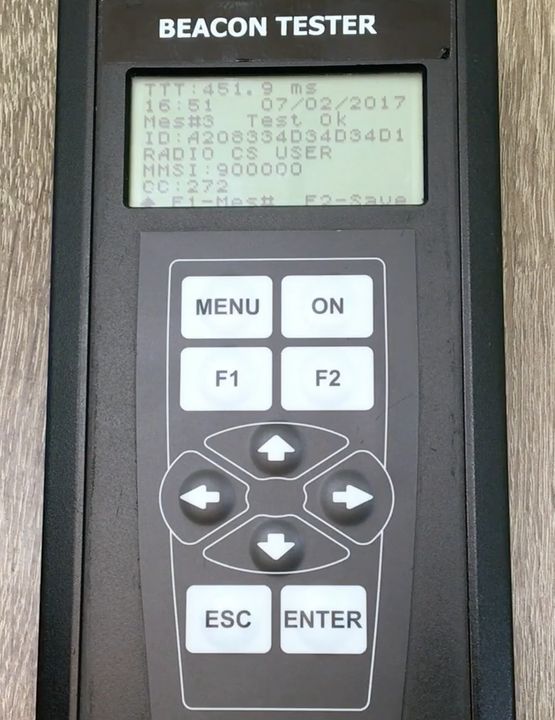 BEACON TESTER
TTT:451.9 ms
16:51 07/02/2017
Mes#3 Test Ok
ID:A208334D34D34D1
RADIO CS USER
MMSI:900000
CC:272
F1-Mes# F2-Save
MENU ON
F1 F2
ESC ENTER